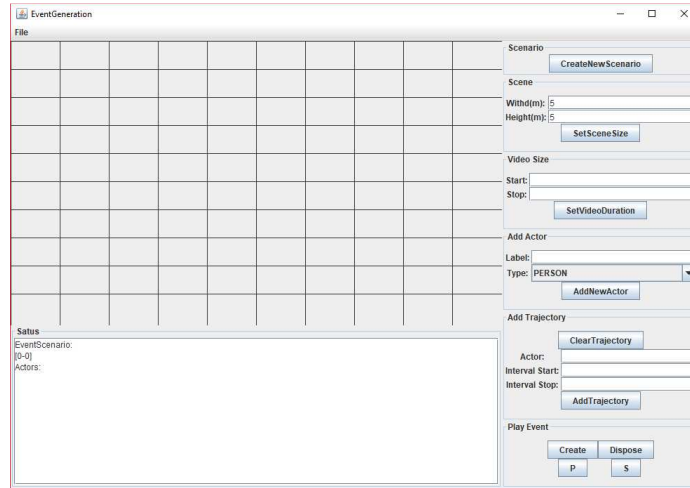 EventGeneration
File
Scenario
CreateNewScenario
Scene
Withd(m): 5
Height(m): 5
SetSceneSize
Video Size
Start:
Stop:
SetVideoDuration
Add Actor
Label:
Type: PERSON
AddNewActor
Add Trajectory
ClearTrajectory
Actor:
Interval Start:
Interval Stop:
AddTrajectory
Play Event
Create Dispose
P S
Satus
EventScenario:
[0-0]
Actors: